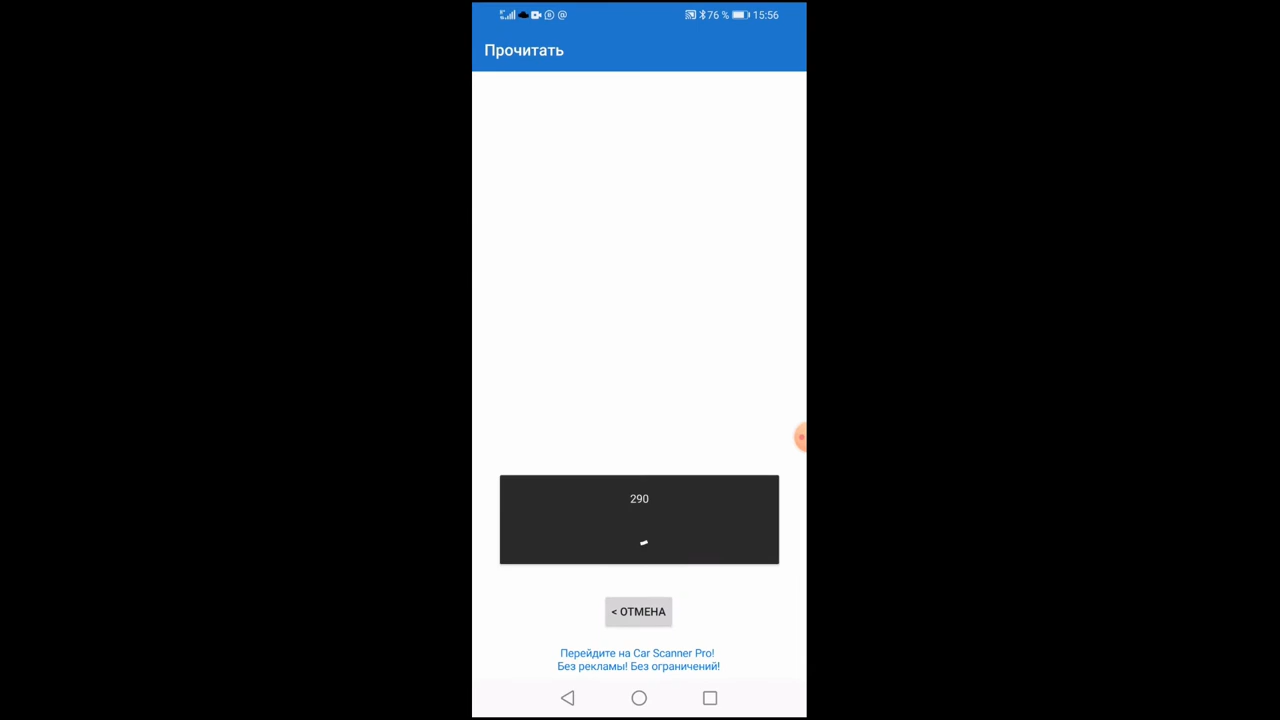 76 % 15:56
Прочитать
290
< ОТМЕНА
Перейдите на Car Scanner Pro!
Без рекламы! Без ограничений!